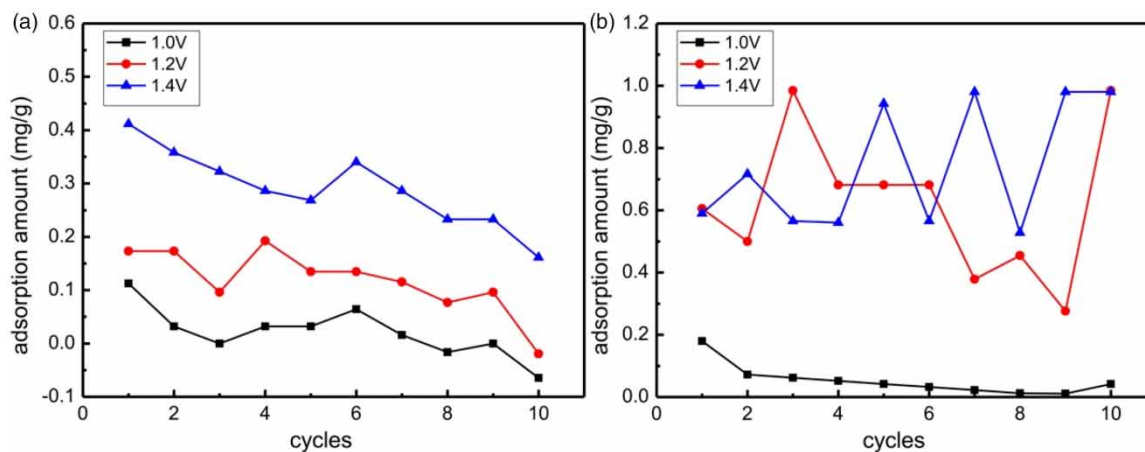 (a)
0.6
0.5
0.4
0.3
0.2
0.1
0.0
-0.1
adsorption amount (mg/g)
1.0V
1.2V
1.4V
0 2 4 6 8 10
cycles
(b)
1.2
1.0
0.8
0.6
0.4
0.2
0.0
adsorption amount (mg/g)
1.0V
1.2V
1.4V
0 2 4 6 8 10
cycles